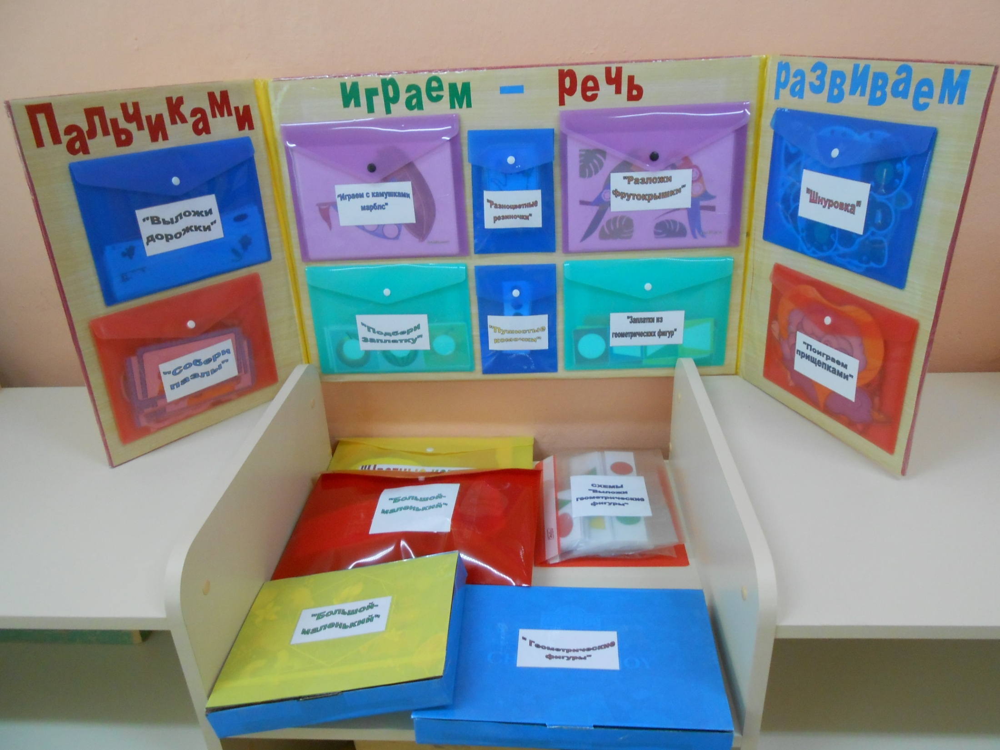 Пальчиками играем - речь развиваем
"Выложи
дорожки"
"Играем с камушками
марблс"
"Разноцветные
резиночки"
"Разложи
фрутокрышки"
"Шнуровка"
"Собери
пазлы"
"Подбери
Заплатку"
"Пушистые
комочки"
"Заплатки из
геометрических фигур"
"Поиграем
прищепками"
"Большой-
маленький"
СХЕМЫ
"Выложи
геометрические
фигуры"
"Большой-
маленький"
" Геометрические
фигуры"